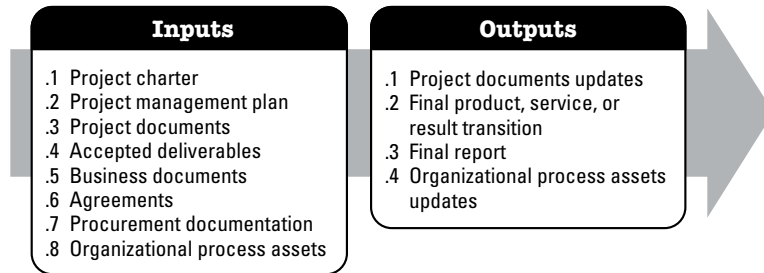 Inputs
.1 Project charter
.2 Project management plan
.3 Project documents
.4 Accepted deliverables
.5 Business documents
.6 Agreements
.7 Procurement documentation
.8 Organizational process assets
Outputs
.1 Project documents updates
.2 Final product, service, or
result transition
.3 Final report
.4 Organizational process assets
updates